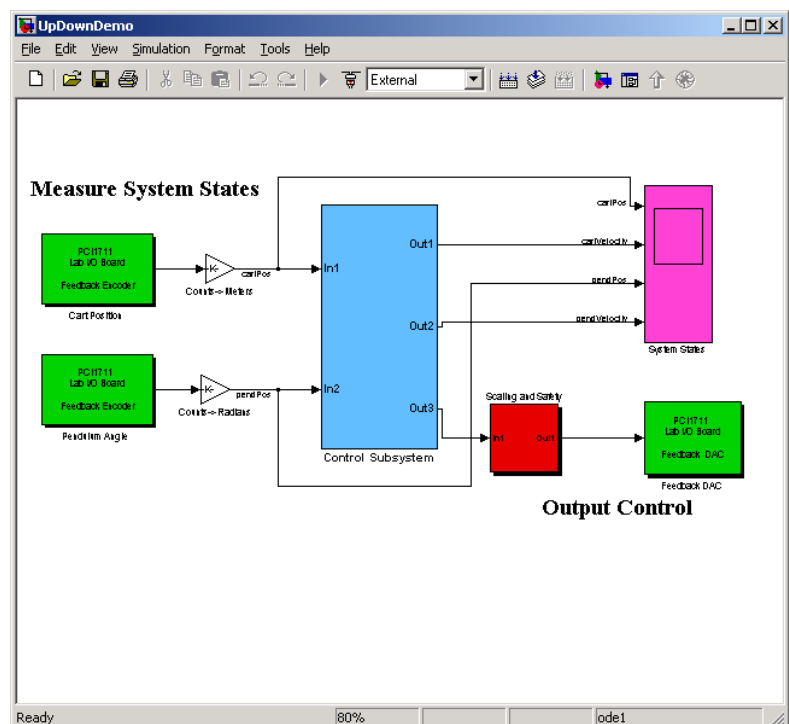 UpDownDemo
File Edit View Simulation Format Tools Help
External
Measure System States
PCI1711
Lab I/O Board
Feedback Encoder
Cart Position
K-
Counts-> Meters
cartPos
In1
Out1
Out2
In2
Out3
Control Subsystem
cartPos
cartVelocity
pendPos
pendVelocity
System States
PCI1711
Lab I/O Board
Feedback Encoder
Pendulum Angle
K-
Counts-> Radians
pendPos
Scaling and Safety
In1
Out1
PCI1711
Lab I/O Board
Feedback DAC
Feedback DAC
Output Control
Ready
80%
ode1